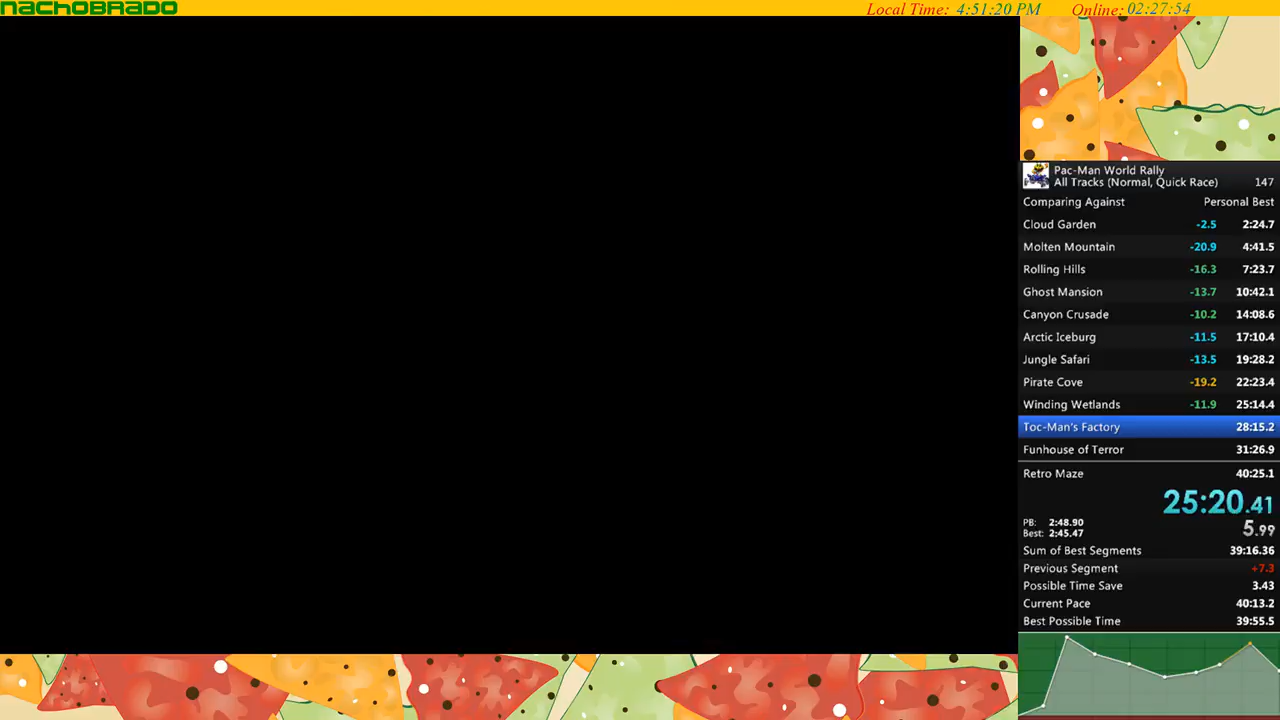 NACHOBRADO Local Time: 4:51:20 PM Online: 02:27:54
Pac-Man World Rally
All Tracks (Normal, Quick Race) 147
Comparing Against Personal Best
Cloud Garden -2.5 2:24.7
Molten Mountain -20.9 4:41.5
Rolling Hills -16.3 7:23.7
Ghost Mansion -13.7 10:42.1
Canyon Crusade -10.2 14:08.6
Arctic Iceburg -11.5 17:10.4
Jungle Safari -13.5 19:28.2
Pirate Cove -19.2 22:23.4
Winding Wetlands -11.9 25:14.4
Toc-Man's Factory 28:15.2
Funhouse of Terror 31:26.9
Retro Maze 40:25.1
25:20.41
PB: 2:48.90 5.99
Best: 2:45.47
Sum of Best Segments 39:16.36
Previous Segment +7.3
Possible Time Save 3.43
Current Pace 40:13.2
Best Possible Time 39:55.5